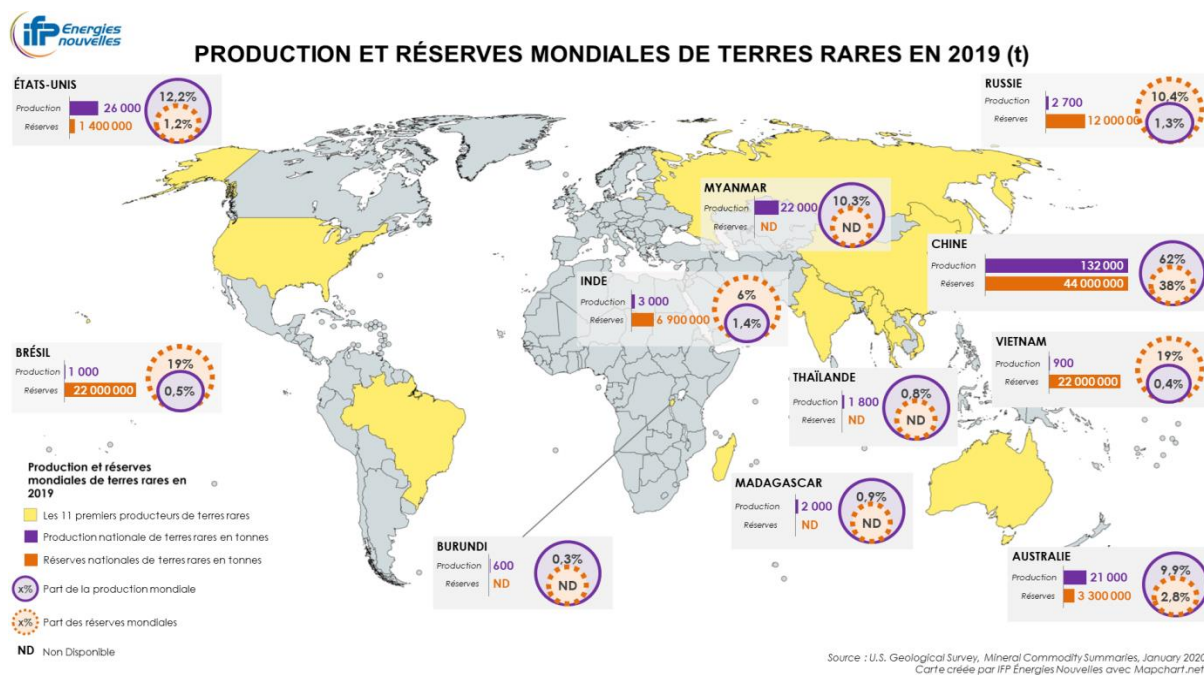 ifp Energies
nouvelles
PRODUCTION ET RÉSERVES MONDIALES DE TERRES RARES EN 2019 (t)
ÉTATS-UNIS
Production 26 000
Réserves 1 400 000
12,2%
1,2%
RUSSIE
Production 2 700
Réserves 12 000 00
10,4%
1,3%
MYANMAR
Production 22 000
Réserves ND
10,3%
ND
CHINE
Production 132 000
Réserves 44 000 000
62%
38%
INDE
Production 3 000
Réserves 6 900 000
6%
1,4%
BRÉSIL
Production 1 000
Réserves 22 000 000
19%
0,5%
VIETNAM
Production 900
Réserves 22 000 000
19%
0,4%
THAÏLANDE
Production 1 800
Réserves ND
0,8%
ND
MADAGASCAR
Production 2 000
Réserves ND
0,9%
ND
BURUNDI
Production 600
Réserves ND
0,3%
ND
AUSTRALIE
Production 21 000
Réserves 3 300 000
9,9%
2,8%
Production et réserves
mondiales de terres rares en
2019
Les 11 premiers producteurs de terres rares
Production nationale de terres rares en tonnes
Réserves nationales de terres rares en tonnes
x% Part de la production mondiale
x% Part des réserves mondiales
ND Non Disponible
Source : U.S. Geological Survey, Mineral Commodity Summaries, January 2020
Carte créée par IFP Énergies Nouvelles avec Mapchart.net